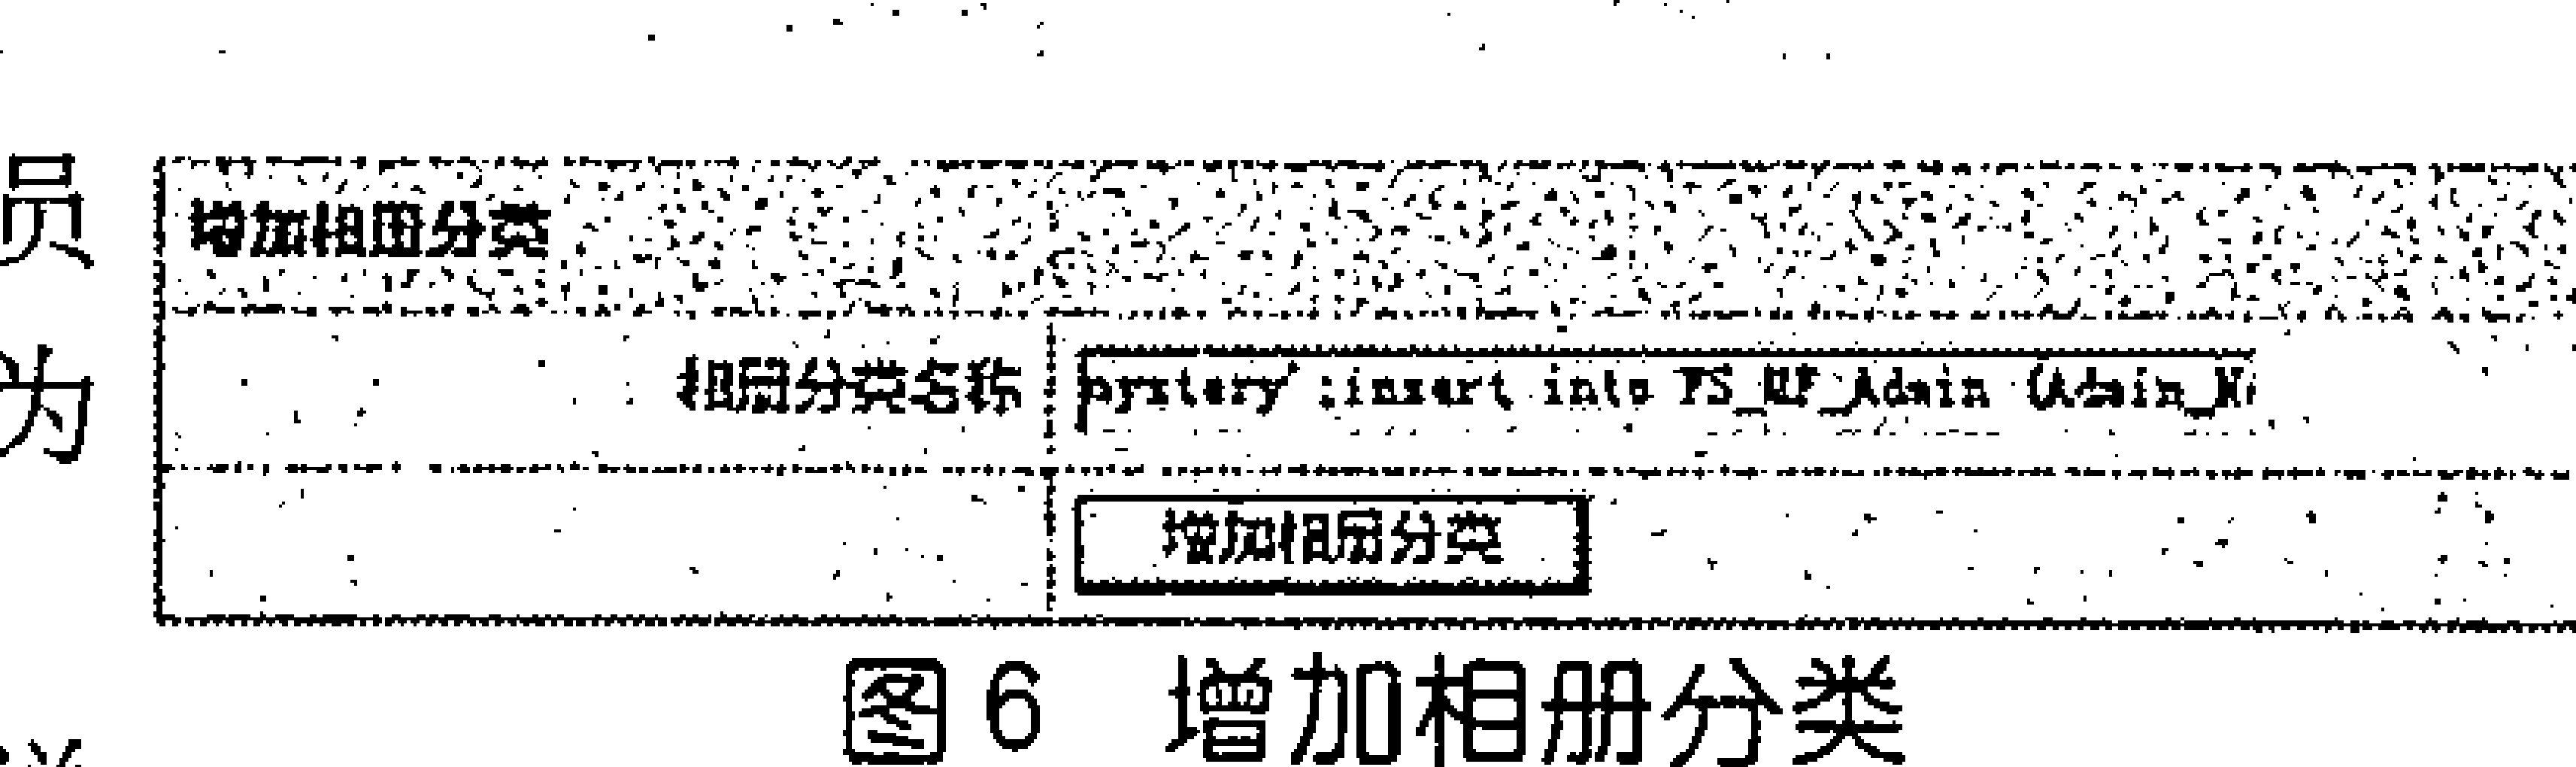 员
增加相册分类
为
相册分类名称 mystery' ;insert into FS_MF_Admin (Admin_N
增加相册分类
图6 增加相册分类